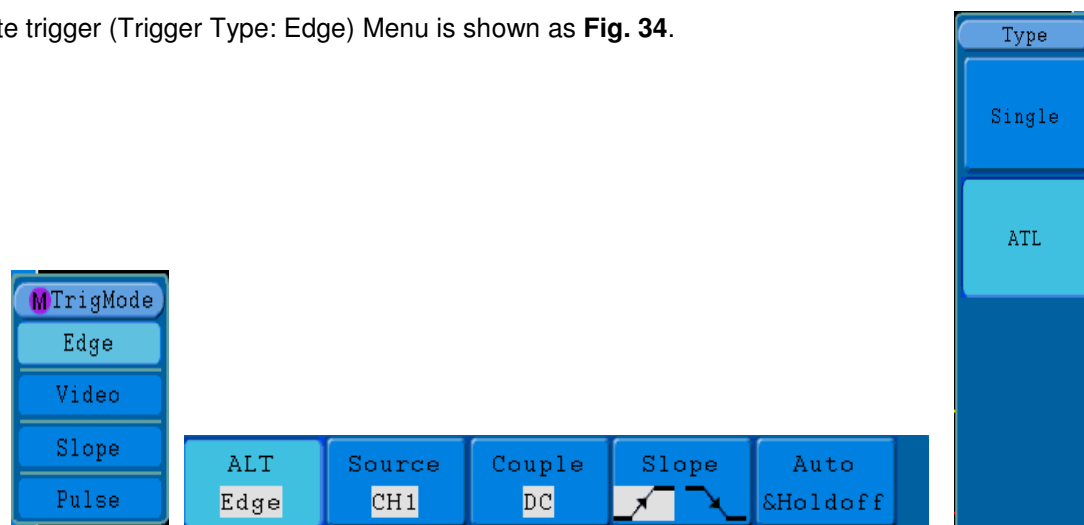 te trigger (Trigger Type: Edge) Menu is shown as Fig. 34.
Type
Single
ATL
MTrigMode
Edge
Video
Slope
Pulse
ALT Source Couple Slope Auto
Edge CH1 DC &Holdoff